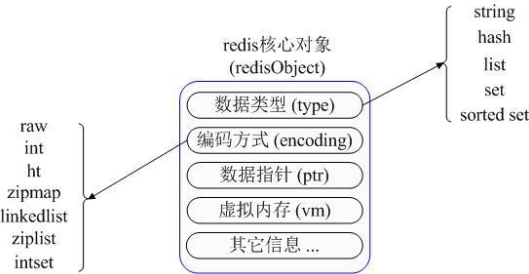 redis核心对象
(redisObject)
数据类型 (type)
编码方式 (encoding)
数据指针 (ptr)
虚拟内存 (vm)
其它信息 ...
string
hash
list
set
sorted set
raw
int
ht
zipmap
linkedlist
ziplist
intset